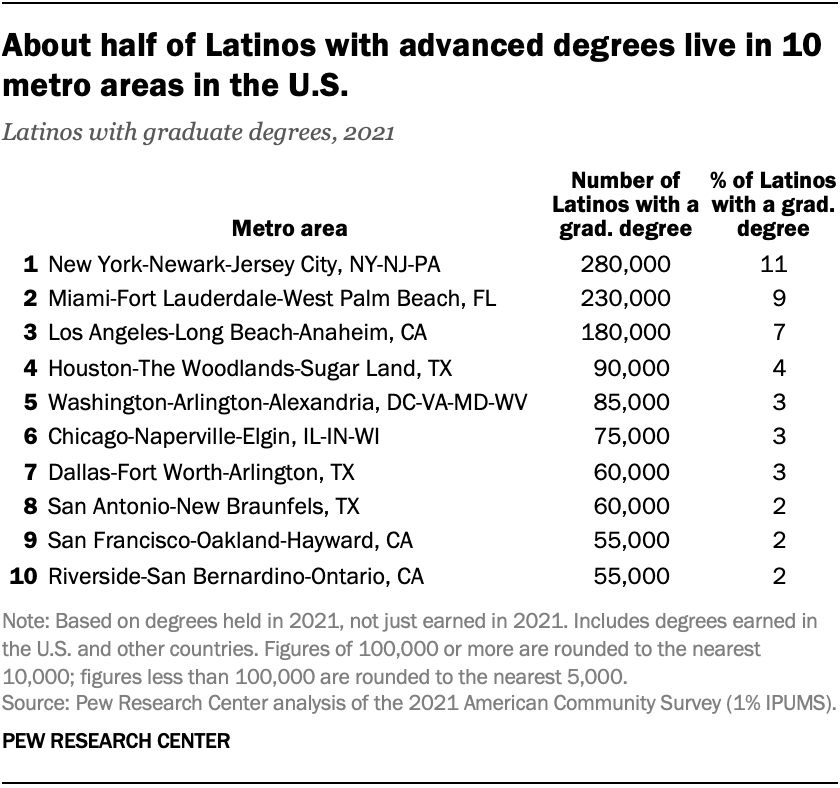 About half of Latinos with advanced degrees live in 10
metro areas in the U.S.
Latinos with graduate degrees, 2021
Metro area Number of Latinos with a grad. degree % of Latinos with a grad. degree
1 New York-Newark-Jersey City, NY-NJ-PA 280,000 11
2 Miami-Fort Lauderdale-West Palm Beach, FL 230,000 9
3 Los Angeles-Long Beach-Anaheim, CA 180,000 7
4 Houston-The Woodlands-Sugar Land, TX 90,000 4
5 Washington-Arlington-Alexandria, DC-VA-MD-WV 85,000 3
6 Chicago-Naperville-Elgin, IL-IN-WI 75,000 3
7 Dallas-Fort Worth-Arlington, TX 60,000 3
8 San Antonio-New Braunfels, TX 60,000 2
9 San Francisco-Oakland-Hayward, CA 55,000 2
10 Riverside-San Bernardino-Ontario, CA 55,000 2
Note: Based on degrees held in 2021, not just earned in 2021. Includes degrees earned in
the U.S. and other countries. Figures of 100,000 or more are rounded to the nearest
10,000; figures less than 100,000 are rounded to the nearest 5,000.
Source: Pew Research Center analysis of the 2021 American Community Survey (1% IPUMS).
PEW RESEARCH CENTER